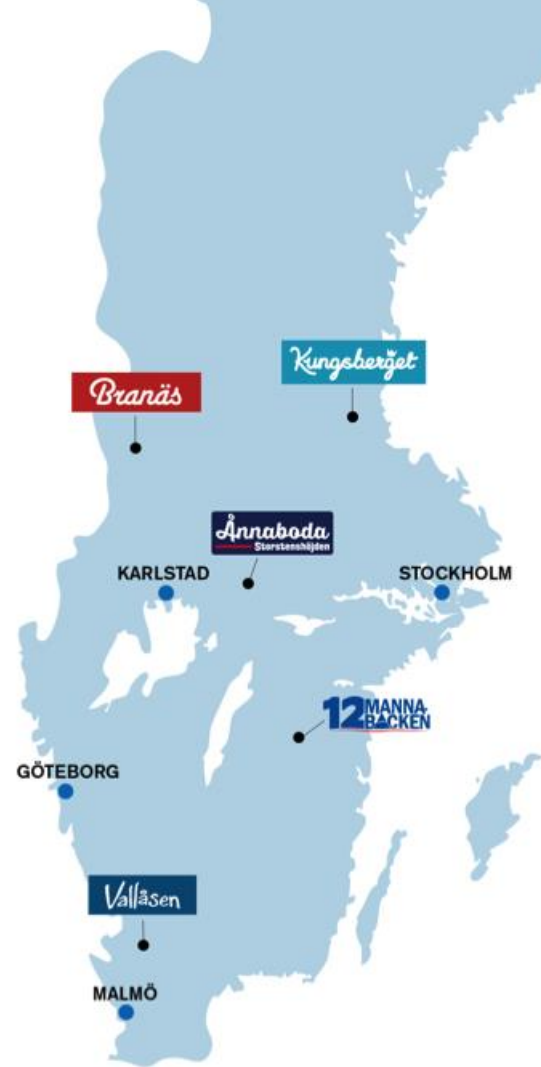 Kungsberget
Branäs
Ånnaboda
Storstenshöjden
KARLSTAD
STOCKHOLM
12 MANNA
BACKEN
GÖTEBORG
Vallåsen
MALMÖ